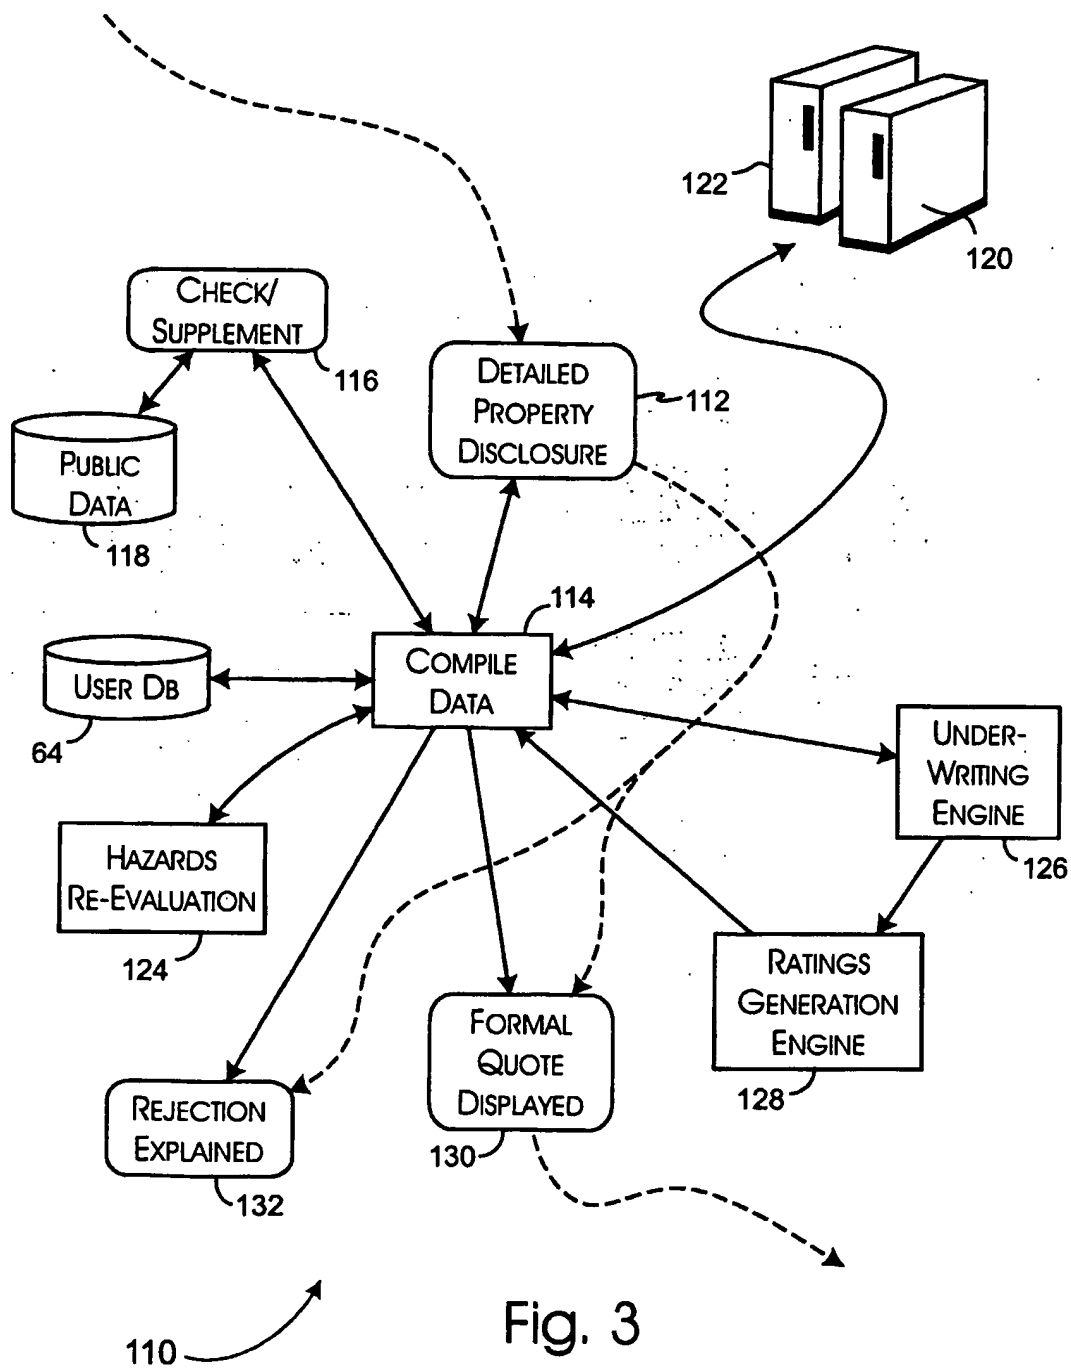 122
120
CHECK/
SUPPLEMENT
116
DETAILED
PROPERTY
DISCLOSURE
112
PUBLIC
DATA
118
114
COMPILE
DATA
USER DB
64
UNDER-
WRITING
ENGINE
126
HAZARDS
RE-EVALUATION
124
RATINGS
GENERATION
ENGINE
128
FORMAL
QUOTE
DISPLAYED
130
REJECTION
EXPLAINED
132
110
Fig. 3